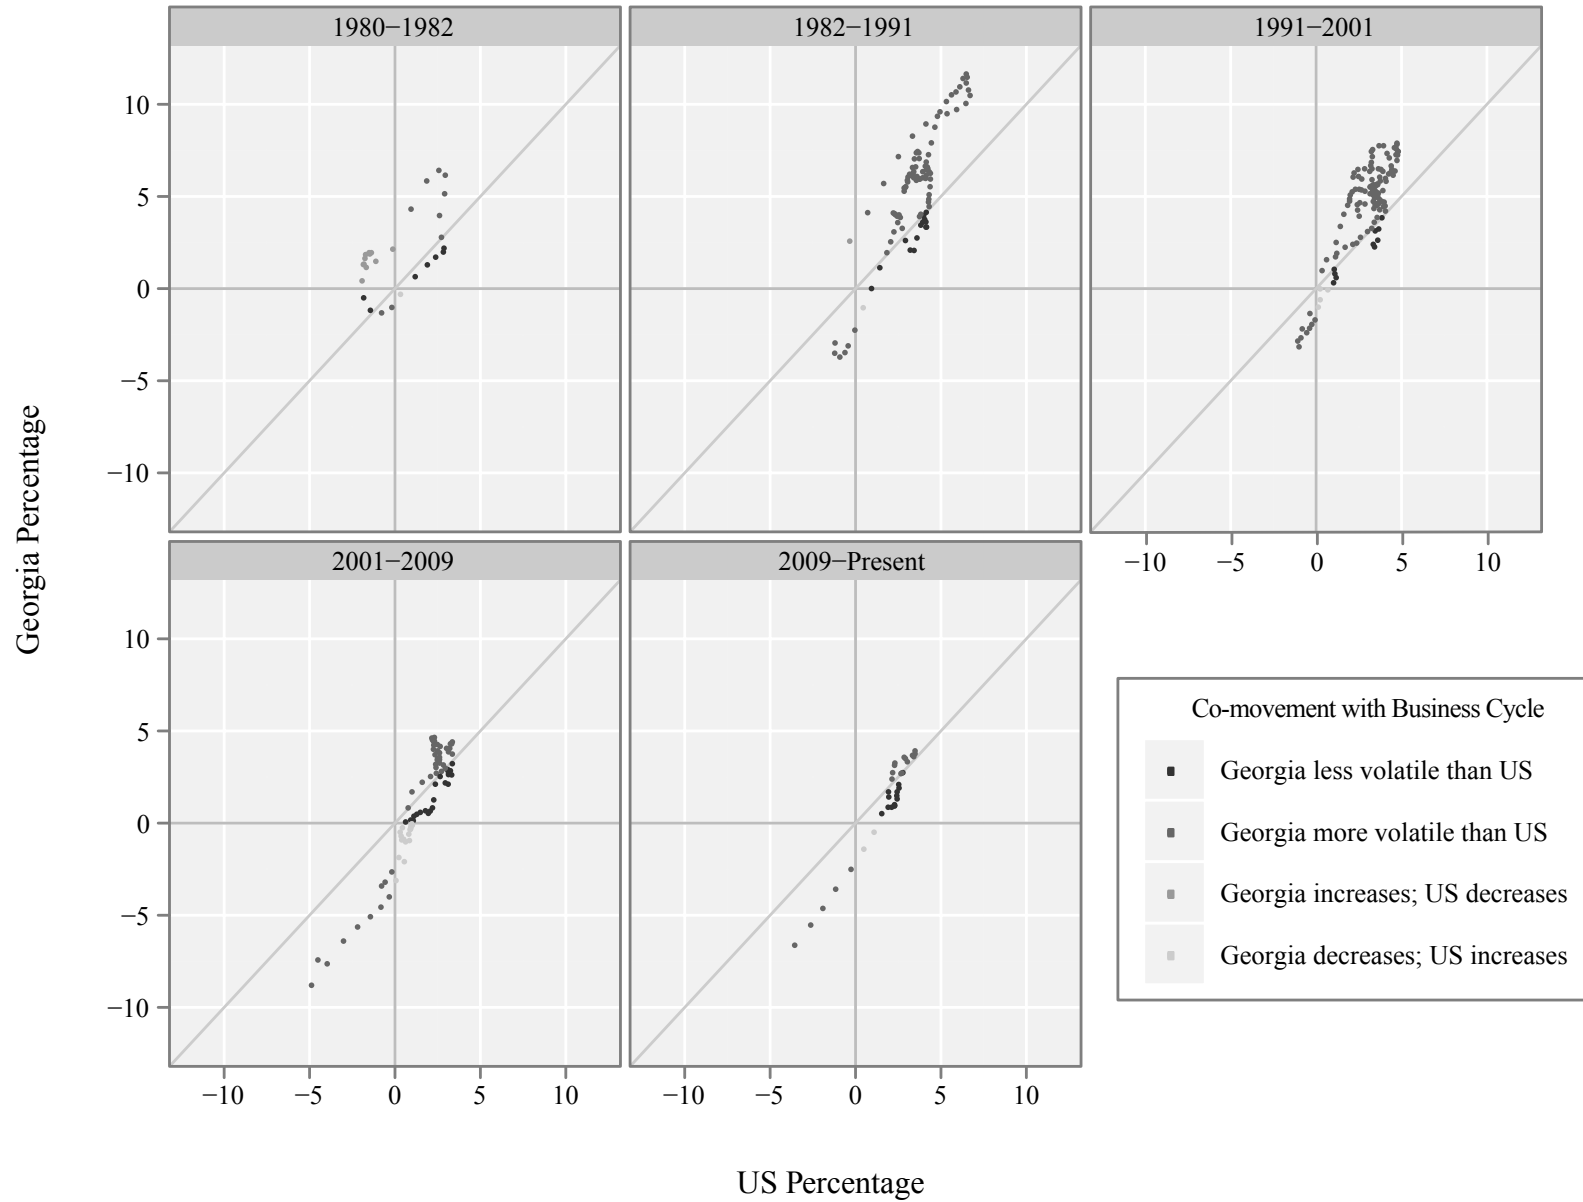 1980−1982
1982−1991
1991−2001
10
5
0
−5
−10
−10 −5 0 5 10
Georgia Percentage
2001−2009
2009−Present
10
5
0
−5
−10
−10 −5 0 5 10
−10 −5 0 5 10
US Percentage
Co-movement with Business Cycle
Georgia less volatile than US
Georgia more volatile than US
Georgia increases; US decreases
Georgia decreases; US increases